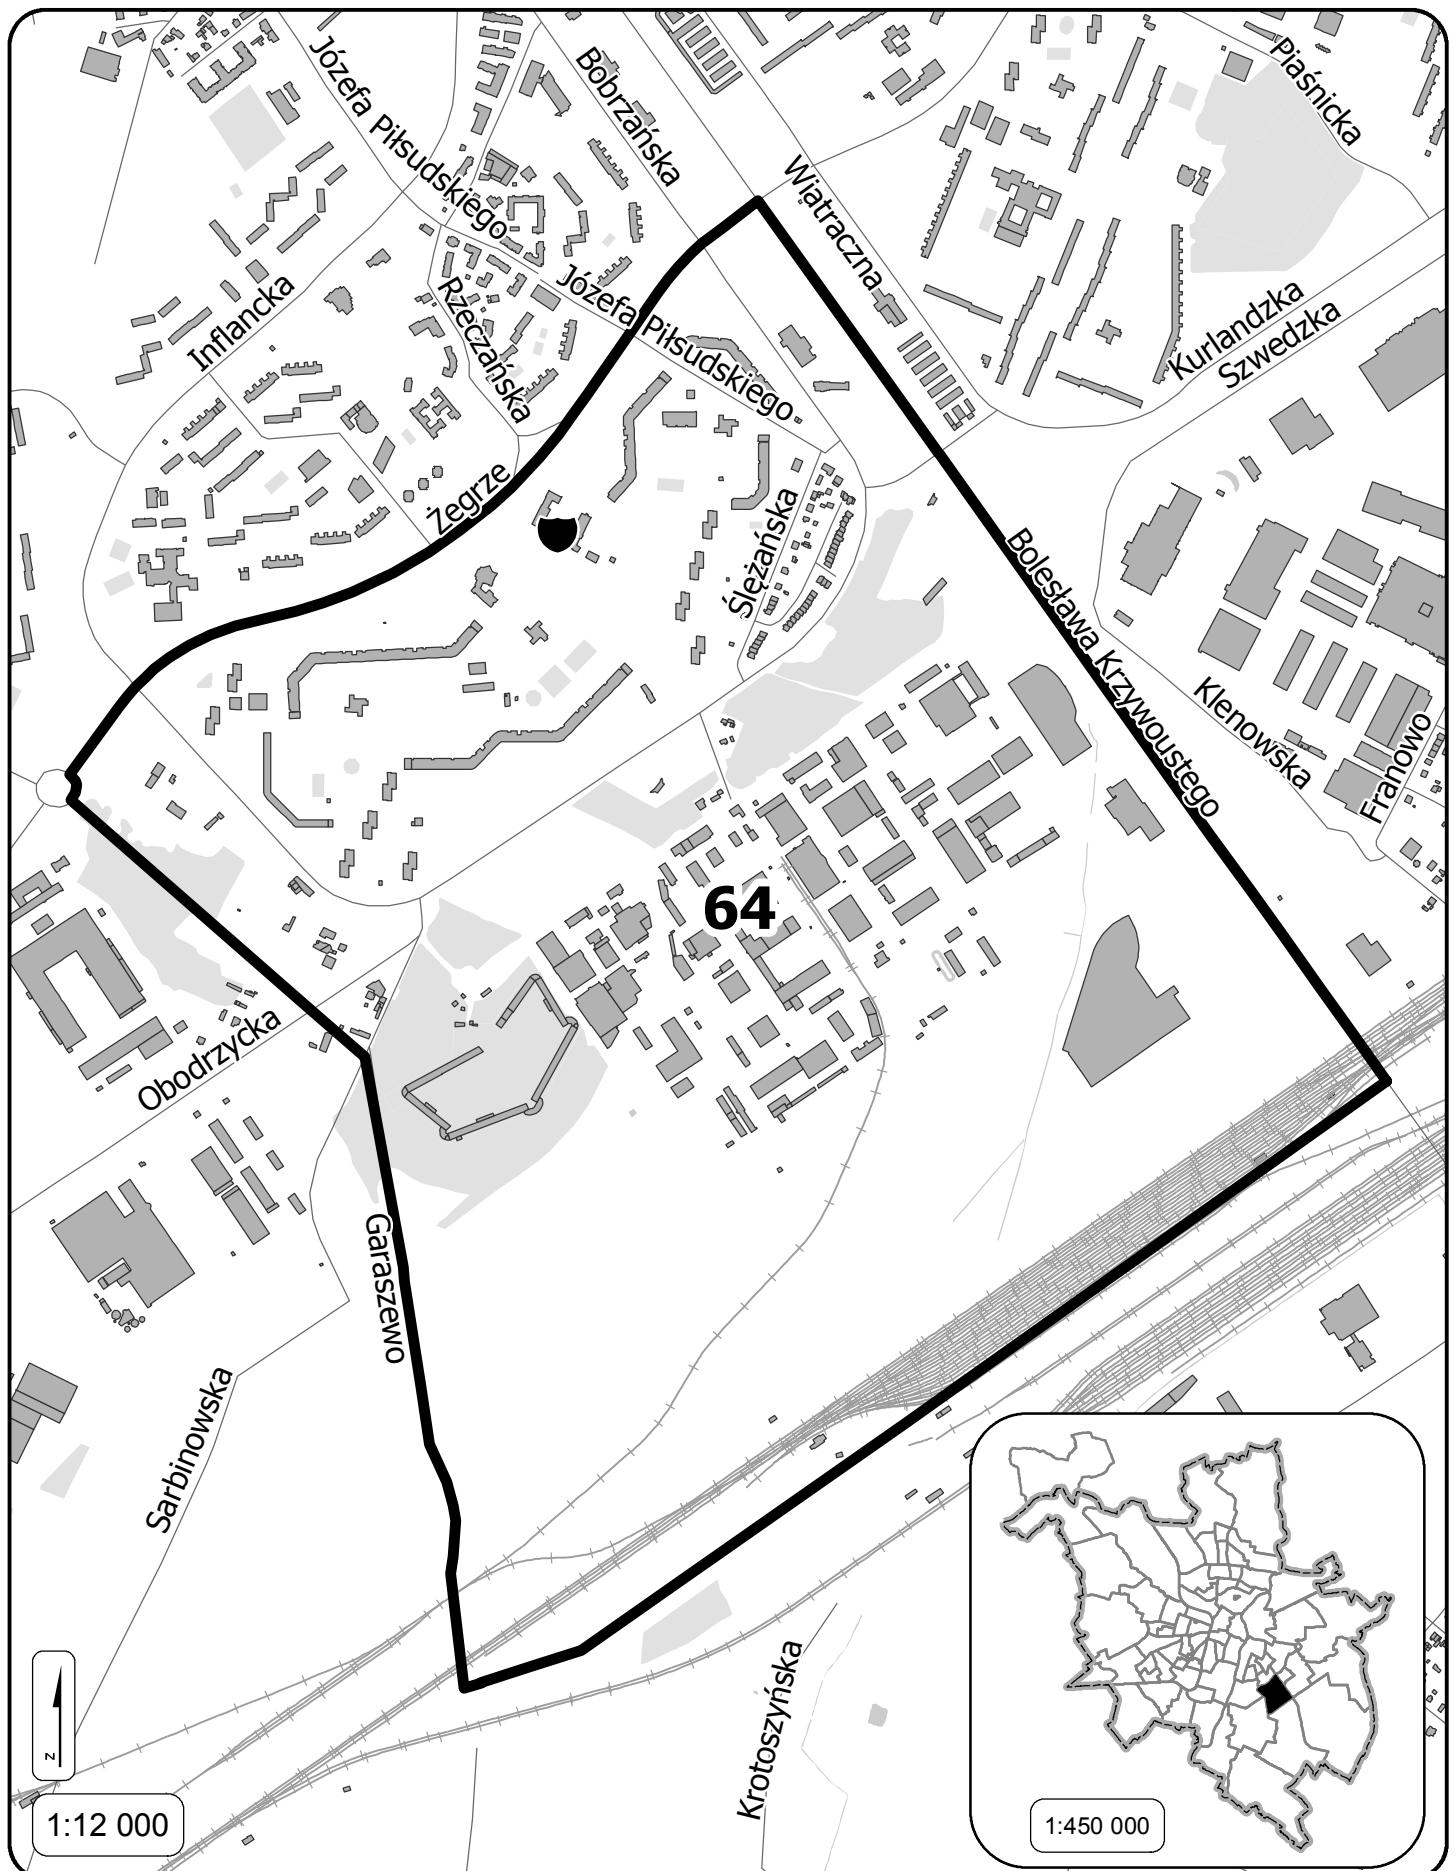 Józefa Piłsudskiego
Bobrzańska
Piaśnicka
Wiatraczna
Inflancka
Rzeczańska
Józefa Piłsudskiego
Kurlandzka
Szwedzka
Żegrze
Ślężańska
Bolesława Krzywoustego
Klenowska
Franowo
64
Obodrzycka
Garaszewo
Sarbinowska
Krotoszyńska
N
1:12 000
1:450 000